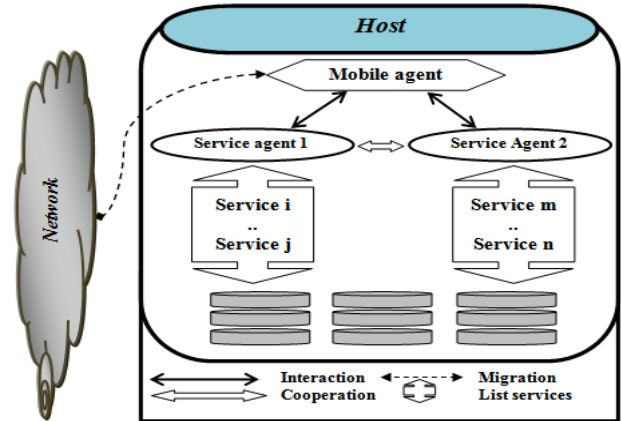 Host
Mobile agent
Service agent 1
Service Agent 2
Network
Service i
..
Service j
Service m
..
Service n
Interaction
Migration
Cooperation
List services